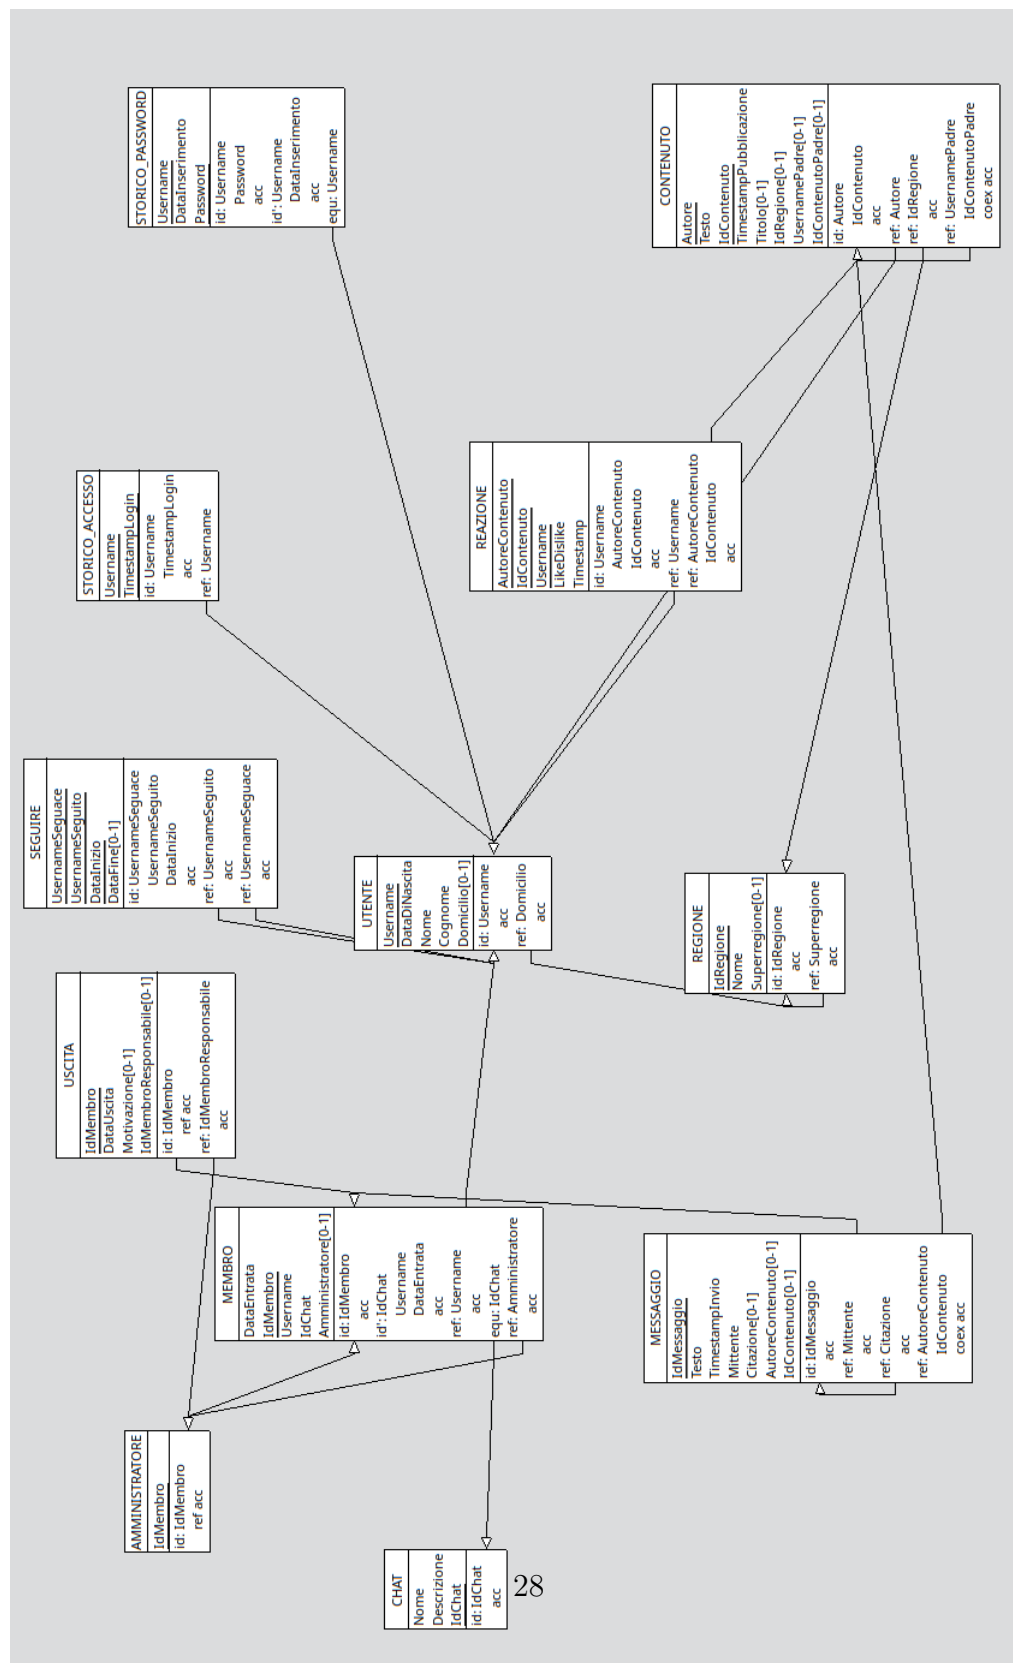 STORICO_PASSWORD
Username
DataInserimento
Password
id: Username
Password
acc
id': Username
DataInserimento
acc
equ: Username
CONTENUTO
Autore
Testo
IdContenuto
TimestampPubblicazione
Titolo[0-1]
IdRegione[0-1]
UsernamePadre[0-1]
IdContenutoPadre[0-1]
id: Autore
IdContenuto
acc
ref: Autore
ref: IdRegione
acc
ref: UsernamePadre
IdContenutoPadre
coex acc
STORICO_ACCESSO
Username
TimestampLogin
id: Username
TimestampLogin
acc
ref: Username
REAZIONE
AutoreContenuto
IdContenuto
Username
LikeDislike
Timestamp
id: Username
AutoreContenuto
IdContenuto
acc
ref: Username
ref: AutoreContenuto
IdContenuto
acc
SEGUIRE
UsernameSeguace
UsernameSeguito
DataInizio
DataFine[0-1]
id: UsernameSeguace
UsernameSeguito
DataInizio
acc
ref: UsernameSeguito
acc
ref: UsernameSeguace
acc
UTENTE
Username
DataDiNascita
Nome
Cognome
Domicilio[0-1]
id: Username
acc
ref: Domicilio
acc
REGIONE
IdRegione
Nome
Superregione[0-1]
id: IdRegione
acc
ref: Superregione
acc
USCITA
IdMembro
DataUscita
Motivazione[0-1]
IdMembroResponsabile[0-1]
id: IdMembro
ref acc
ref: IdMembroResponsabile
acc
MEMBRO
DataEntrata
IdMembro
Username
IdChat
Amministratore[0-1]
id: IdMembro
acc
id': IdChat
Username
DataEntrata
acc
ref: Username
acc
equ: IdChat
ref: Amministratore
acc
MESSAGGIO
IdMessaggio
Testo
TimestampInvio
Mittente
Citazione[0-1]
AutoreContenuto[0-1]
IdContenuto[0-1]
id: IdMessaggio
acc
ref: Mittente
acc
ref: Citazione
acc
ref: AutoreContenuto
IdContenuto
coex acc
AMMINISTRATORE
IdMembro
id: IdMembro
ref acc
CHAT
Nome
Descrizione
IdChat
id: IdChat
acc
28